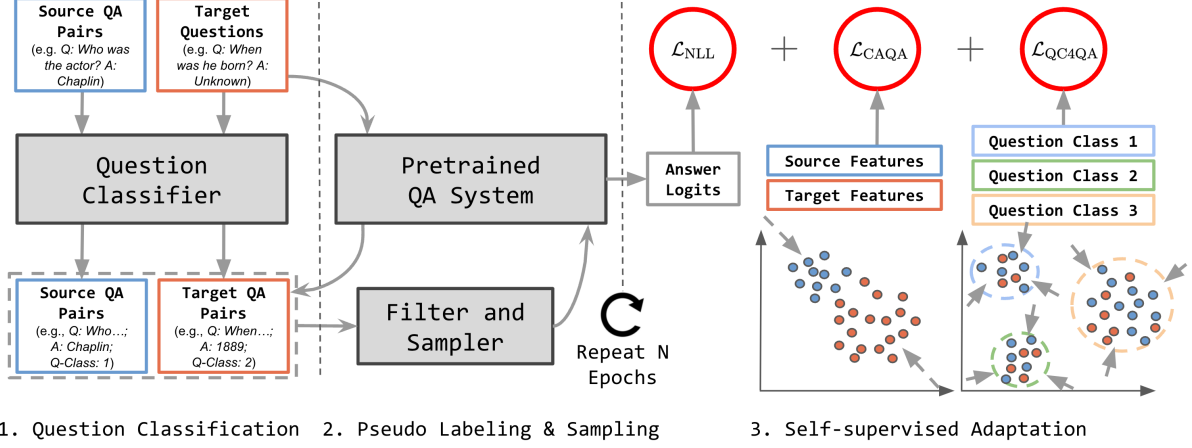 Source QA
Pairs
(e.g. Q: Who was
the actor? A:
Chaplin)
Target
Questions
(e.g. Q: When
was he born? A:
Unknown)
Question
Classifier
Source QA
Pairs
(e.g., Q: Who...;
A: Chaplin;
Q-Class: 1)
Target QA
Pairs
(e.g., Q: When...;
A: 1889;
Q-Class: 2)
Pretrained
QA System
Filter and
Sampler
Repeat N
Epochs
Answer
Logits
ℒNLL
+
ℒCAQA
+
ℒQC4QA
Source Features
Target Features
Question Class 1
Question Class 2
Question Class 3
1. Question Classification
2. Pseudo Labeling & Sampling
3. Self-supervised Adaptation